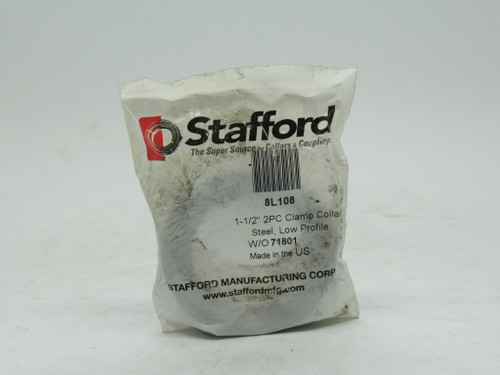 Stafford
The Super Source for Collars & Couplings
8L108
1-1/2" 2PC Clamp Collar
Steel, Low Profile
W/O 71801
Made in the US
STAFFORD MANUFACTURING CORP
www.staffordmfg.com